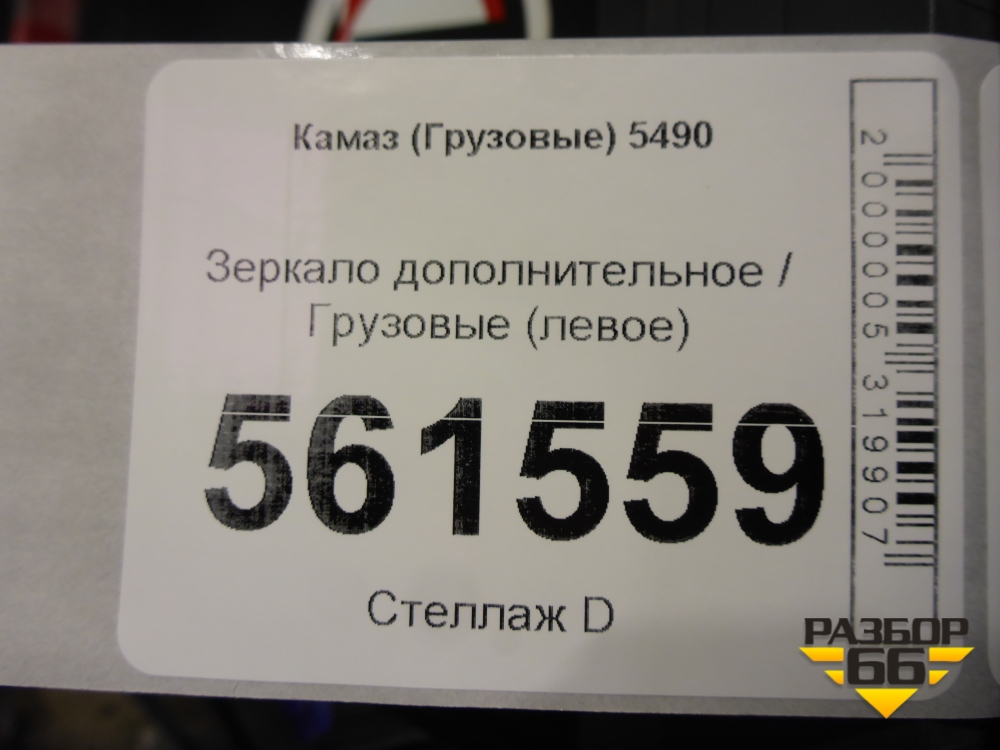 Камаз (Грузовые) 5490
Зеркало дополнительное /
Грузовые (левое)
561559
Стеллаж D
2000005319907
РАЗБОР
66